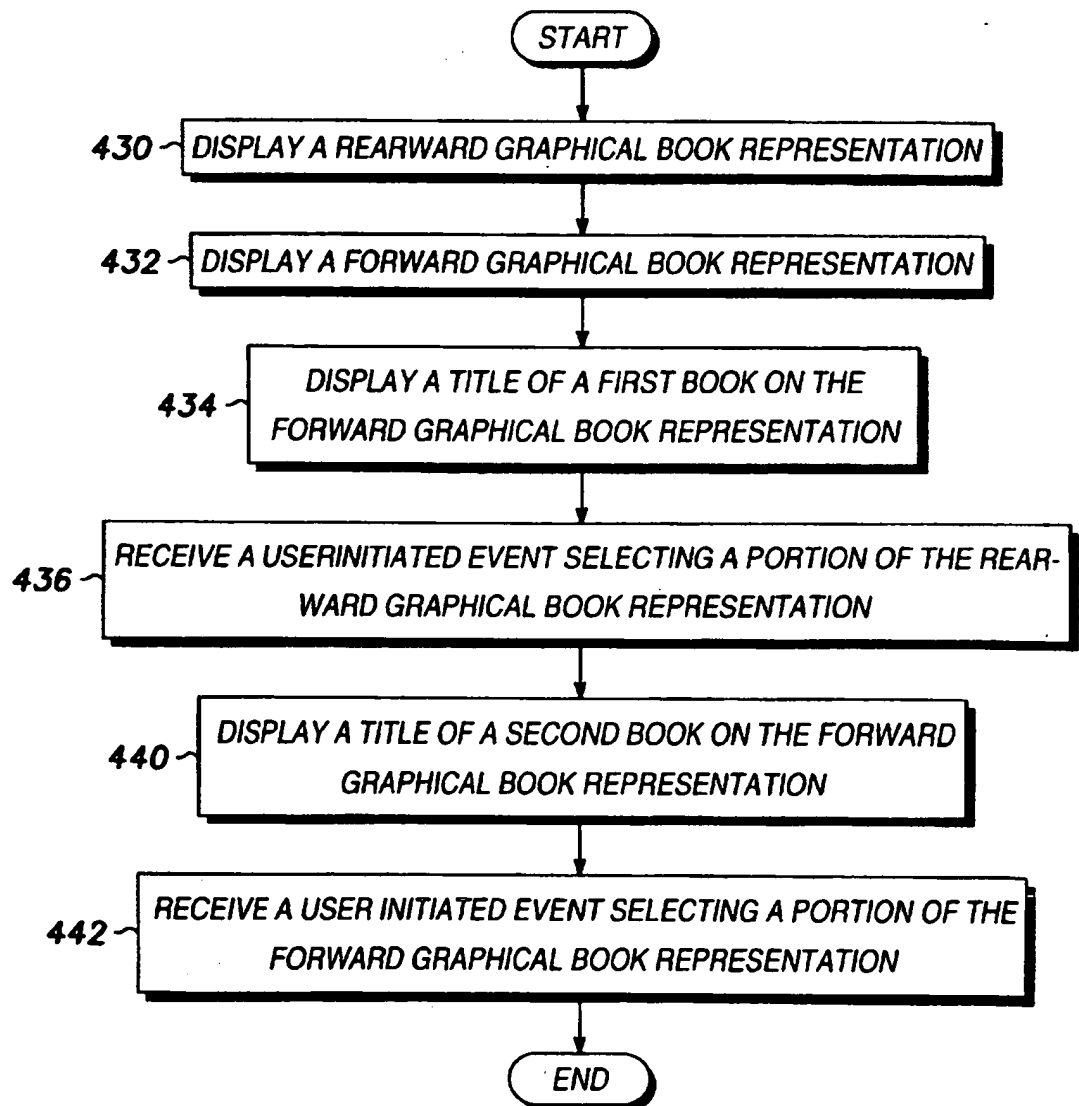 START
430 DISPLAY A REARWARD GRAPHICAL BOOK REPRESENTATION
432 DISPLAY A FORWARD GRAPHICAL BOOK REPRESENTATION
DISPLAY A TITLE OF A FIRST BOOK ON THE
434
FORWARD GRAPHICAL BOOK REPRESENTATION
RECEIVE A USERINITIATED EVENT SELECTING A PORTION OF THE REAR-
436
WARD GRAPHICAL BOOK REPRESENTATION
DISPLAY A TITLE OF A SECOND BOOK ON THE FORWARD
440
GRAPHICAL BOOK REPRESENTATION
RECEIVE A USER INITIATED EVENT SELECTING A PORTION OF THE
442
FORWARD GRAPHICAL BOOK REPRESENTATION
END